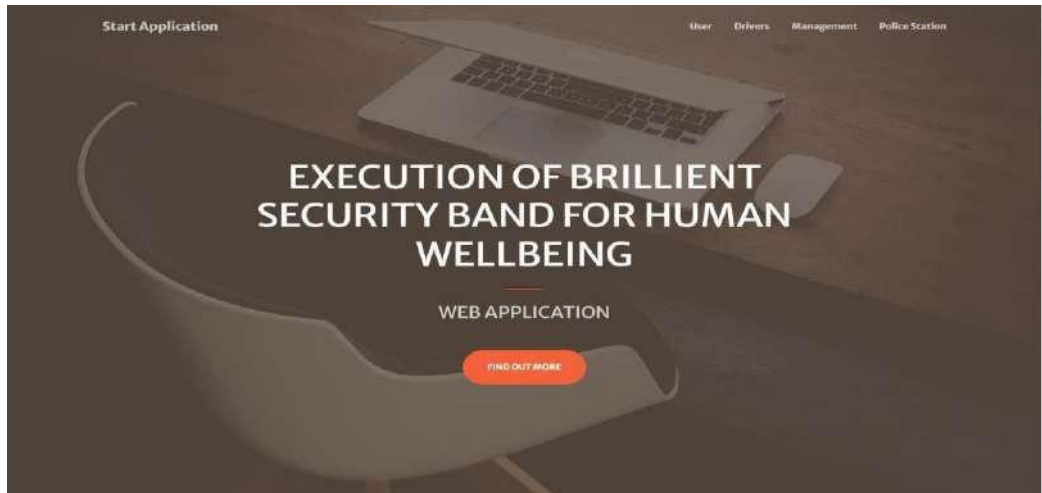 Start Application
User Drivers Management Police Station
EXECUTION OF BRILLIENT
SECURITY BAND FOR HUMAN
WELLBEING
WEB APPLICATION
FIND OUT MORE